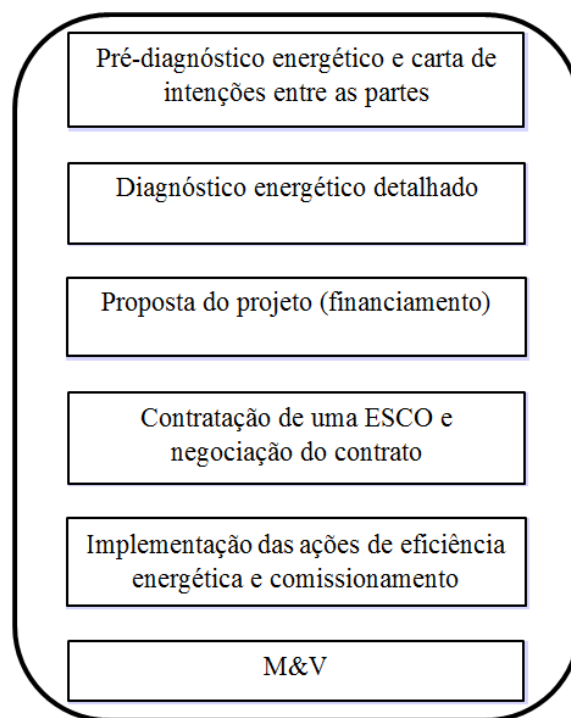 Pré-diagnóstico energético e carta de
intenções entre as partes
Diagnóstico energético detalhado
Proposta do projeto (financiamento)
Contratação de uma ESCO e
negociação do contrato
Implementação das ações de eficiência
energética e comissionamento
M&V